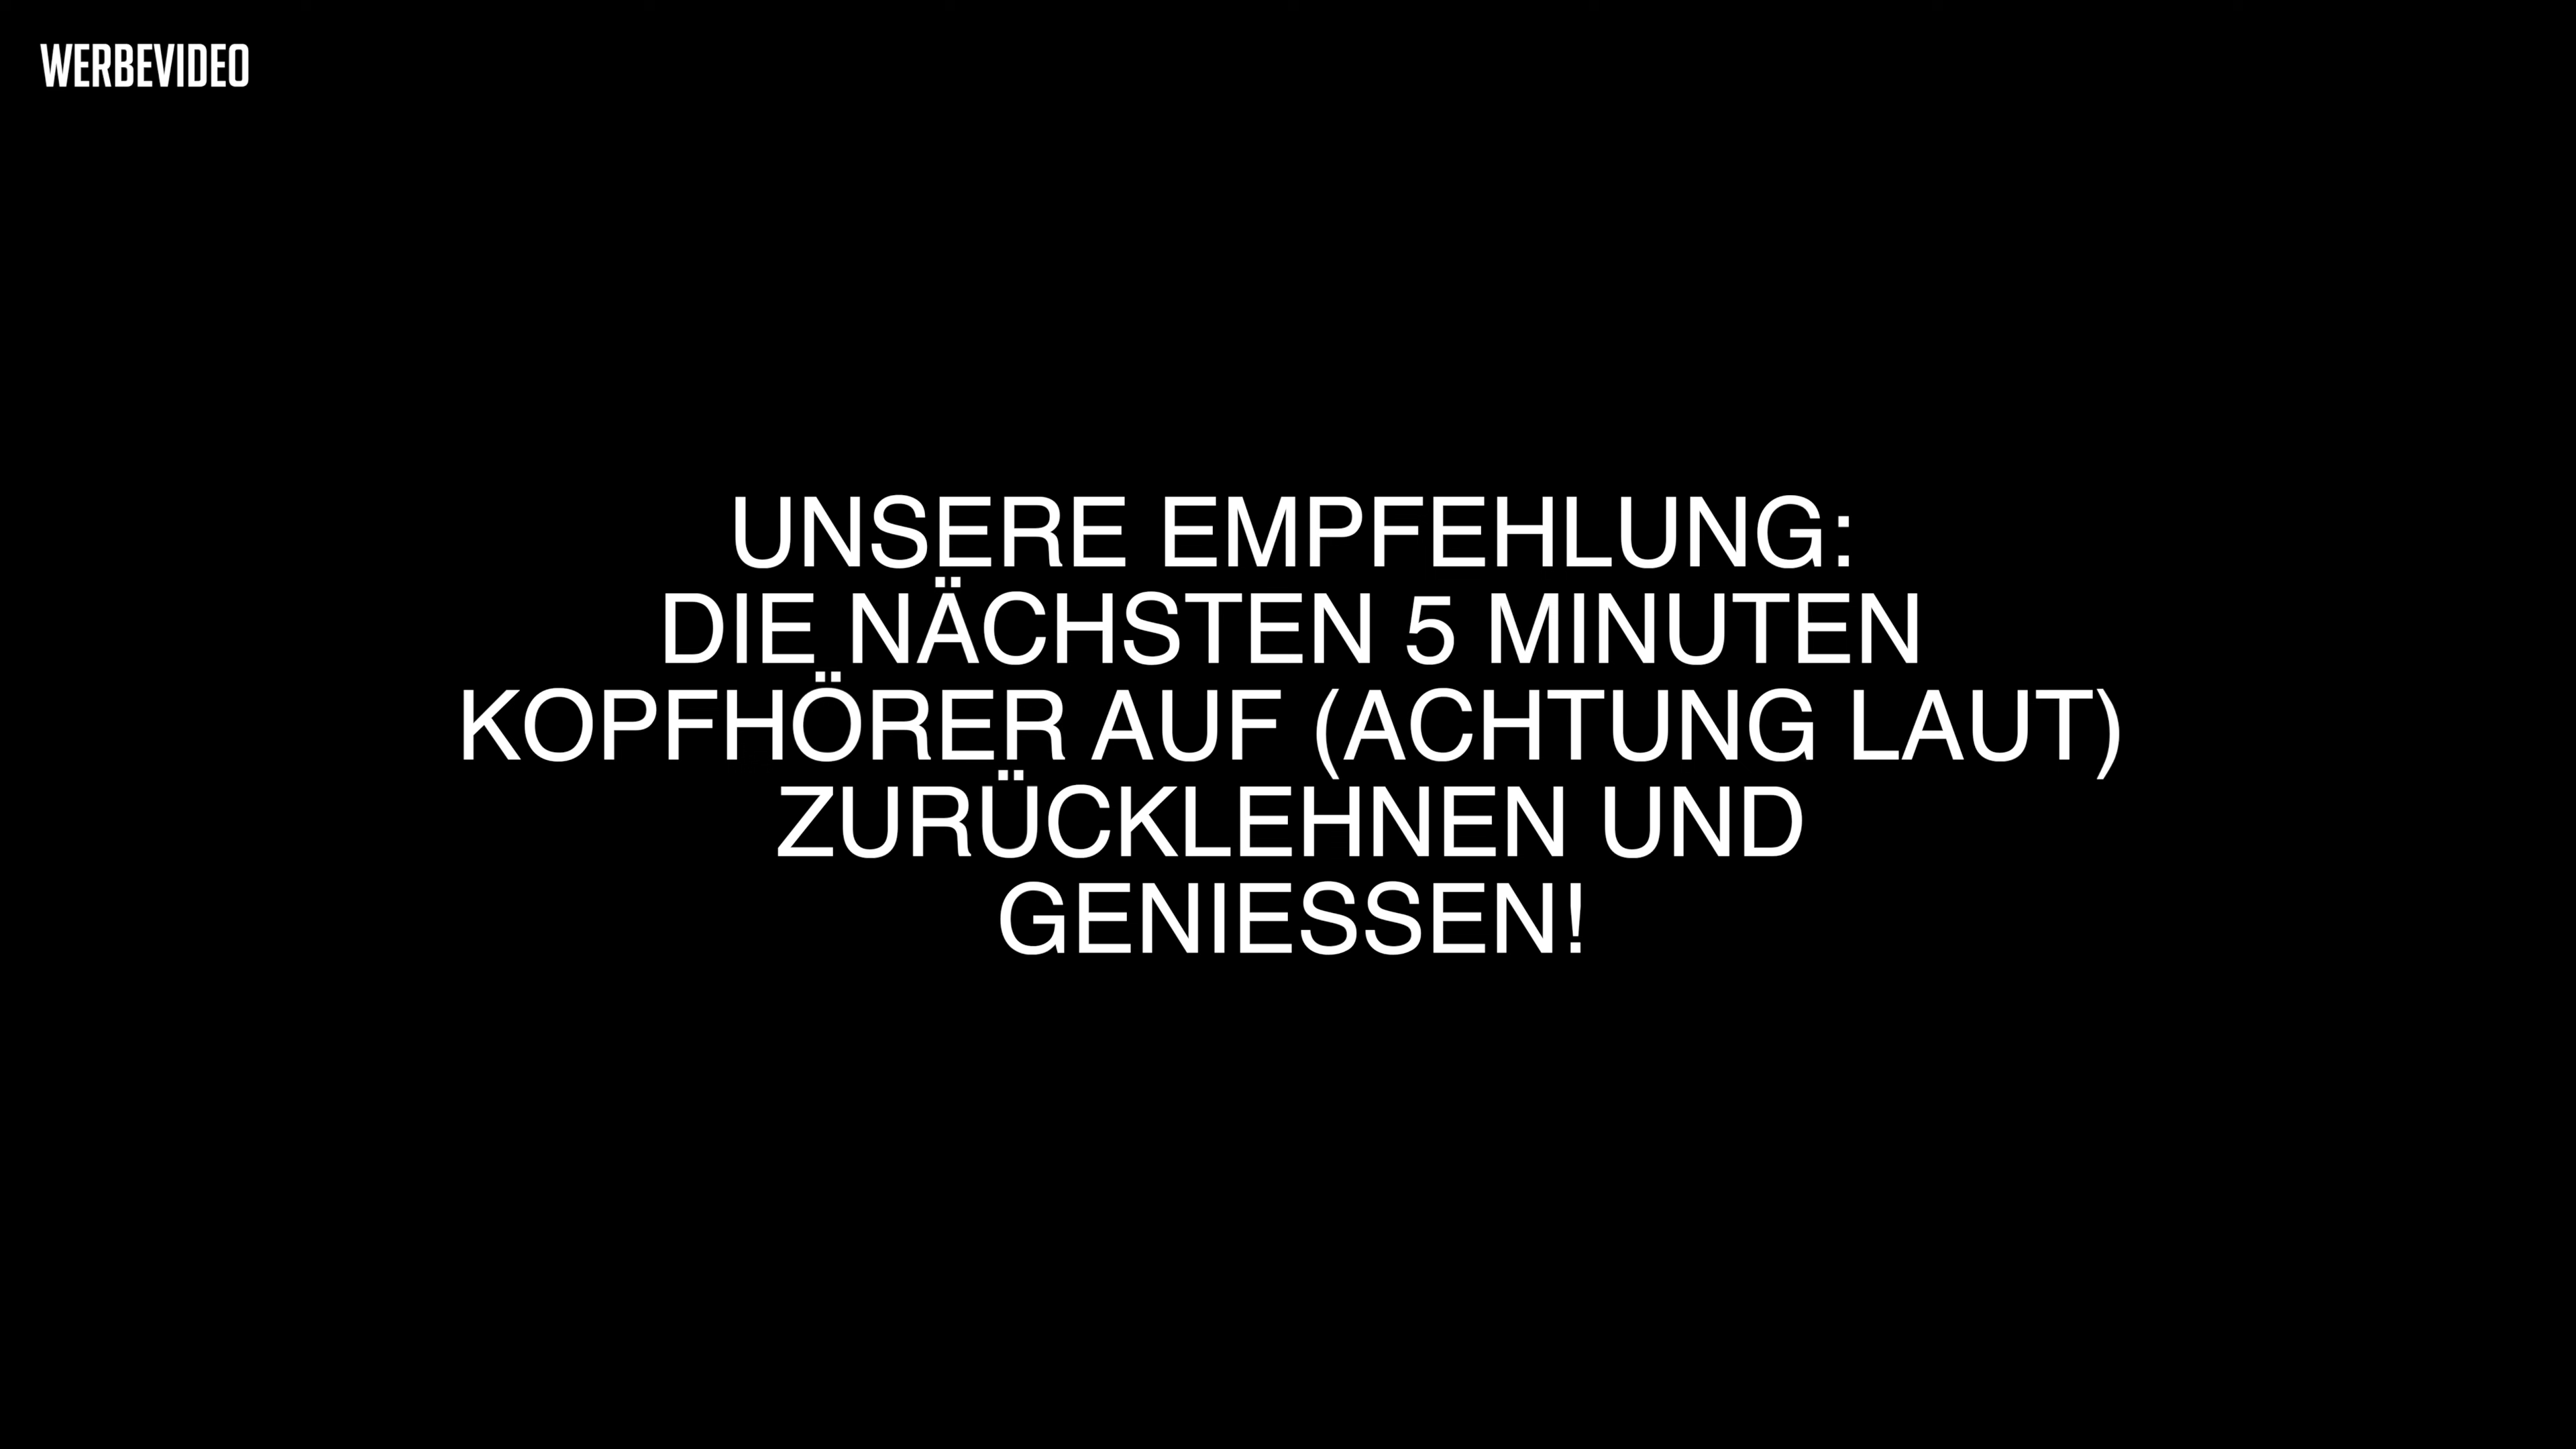 WERBEVIDEO
UNSERE EMPFEHLUNG:
DIE NÄCHSTEN 5 MINUTEN
KOPFHÖRER AUF (ACHTUNG LAUT)
ZURÜCKLEHNEN UND
GENIESSEN!